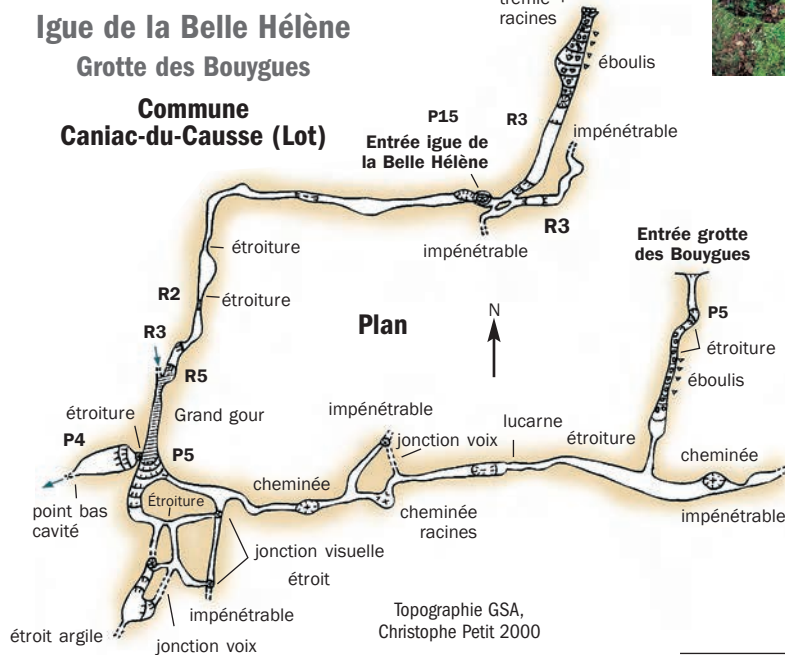 trémie +
racines
Igue de la Belle Hélène
Grotte des Bouygues
Commune
Caniac-du-Causse (Lot)
éboulis
P15
R3
impénétrable
Entrée igue de
la Belle Hélène
R3
impénétrable
Entrée grotte
des Bouygues
étroiture
R2
étroiture
Plan
N
P5
étroiture
éboulis
R3
R5
étroiture
Grand gour
impénétrable
jonction voix
lucarne
étroiture
P4
P5
cheminée
cheminée
Étroiture
point bas
cavité
cheminée
racines
impénétrable
jonction visuelle
étroit
impénétrable
étroit argile
jonction voix
Topographie GSA,
Christophe Petit 2000